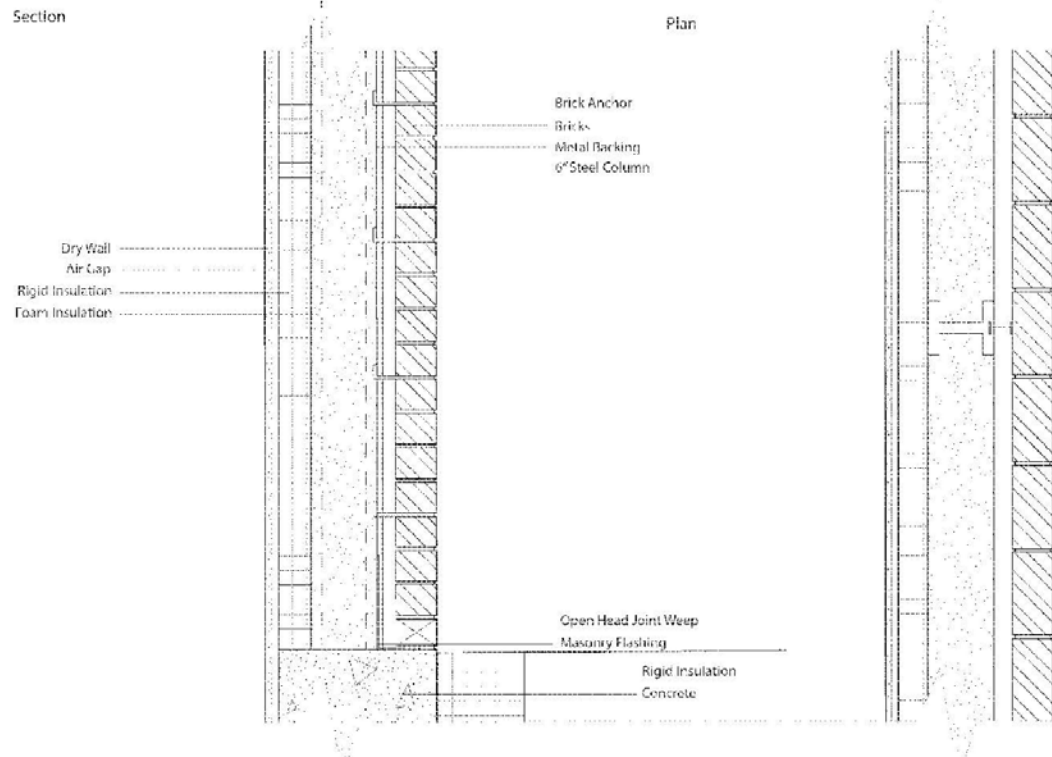 Section
Plan
Brick Anchor
Bricks
Metal Backing
6" Steel Column
Dry Wall
Air Gap
Rigid Insulation
Foam Insulation
Open Head Joint Weep
Masonry Flashing
Rigid Insulation
Concrete